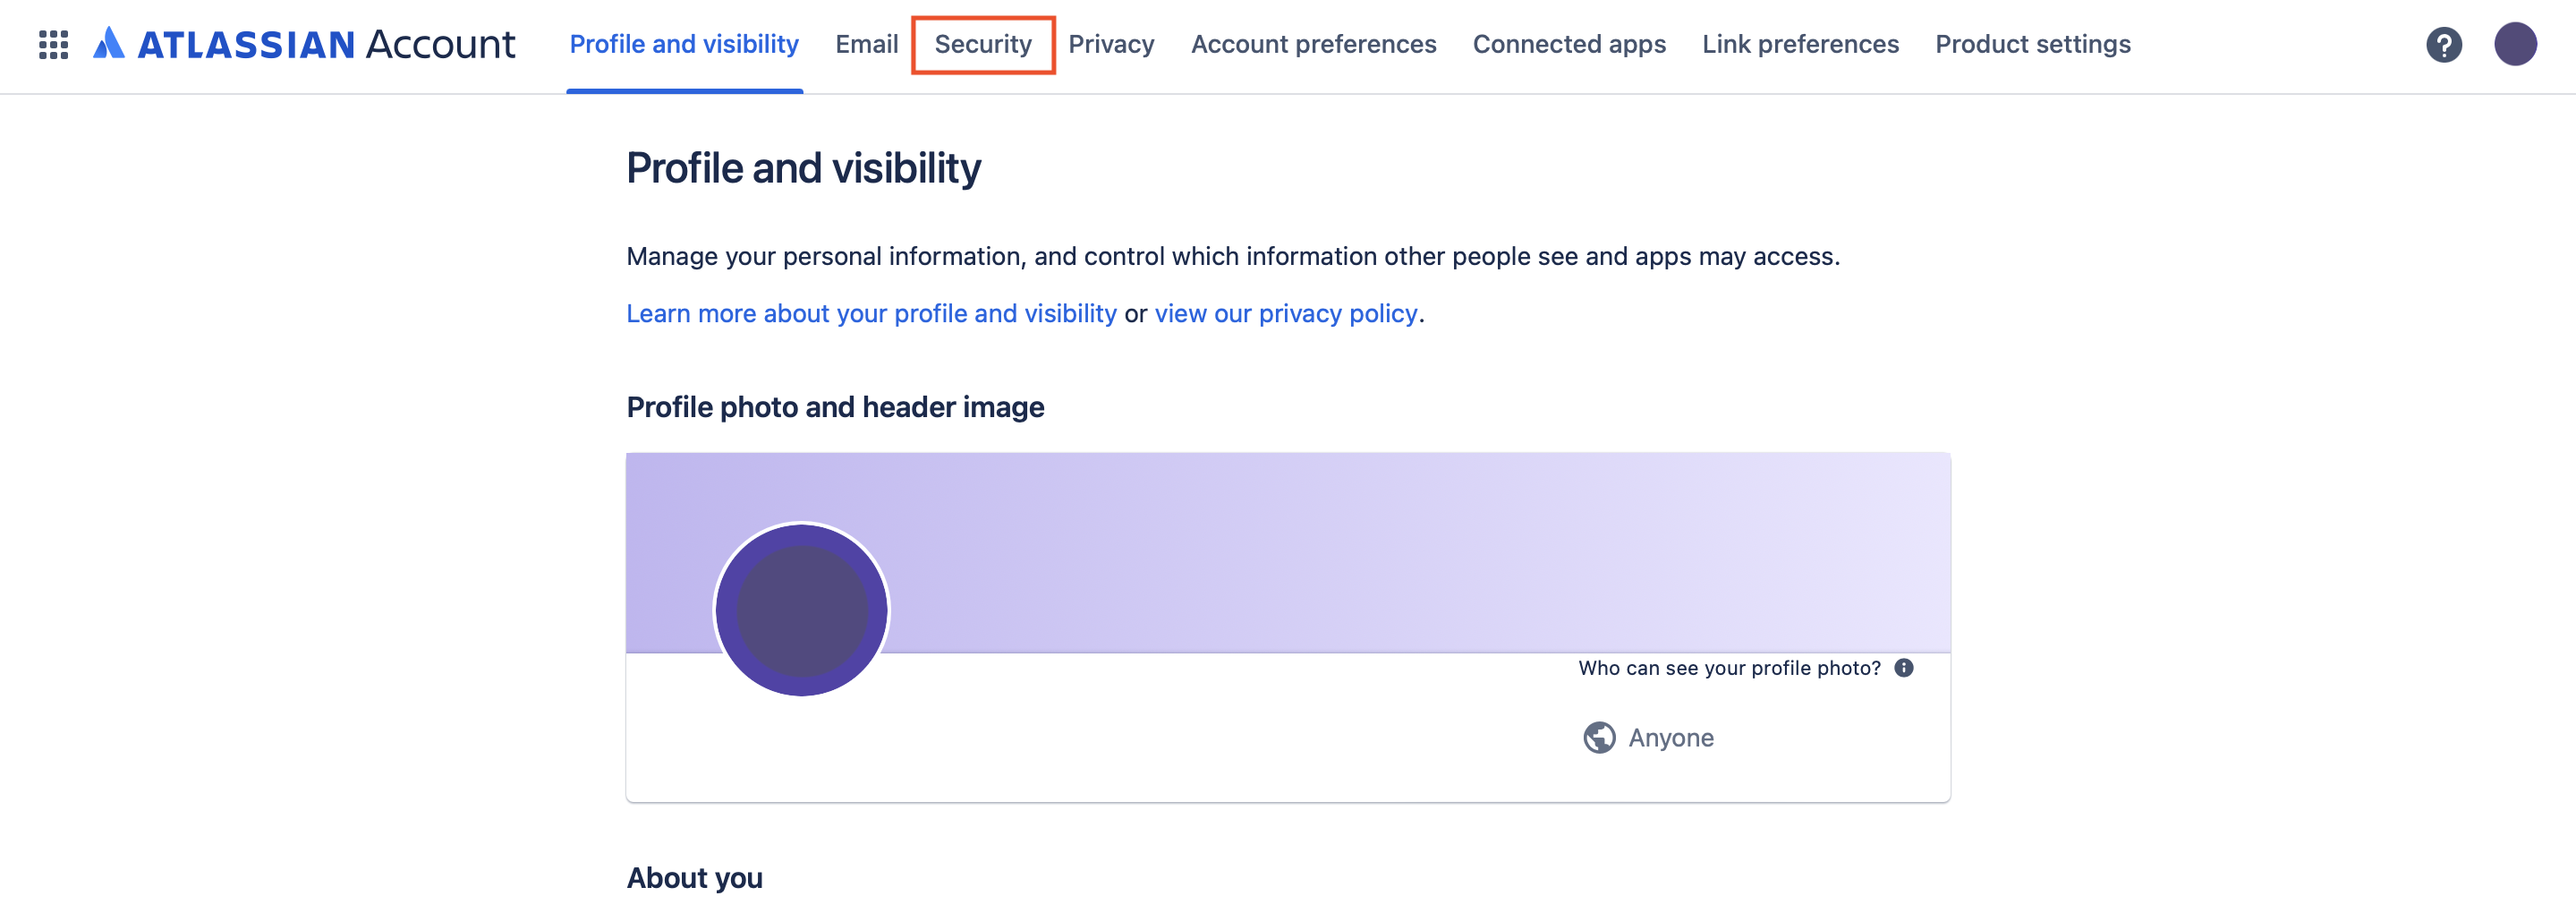 ATLASSIAN Account Profile and visibility Email Security Privacy Account preferences Connected apps Link preferences Product settings ?
Profile and visibility
Manage your personal information, and control which information other people see and apps may access.
Learn more about your profile and visibility or view our privacy policy.
Profile photo and header image
Who can see your profile photo?
Anyone
About you